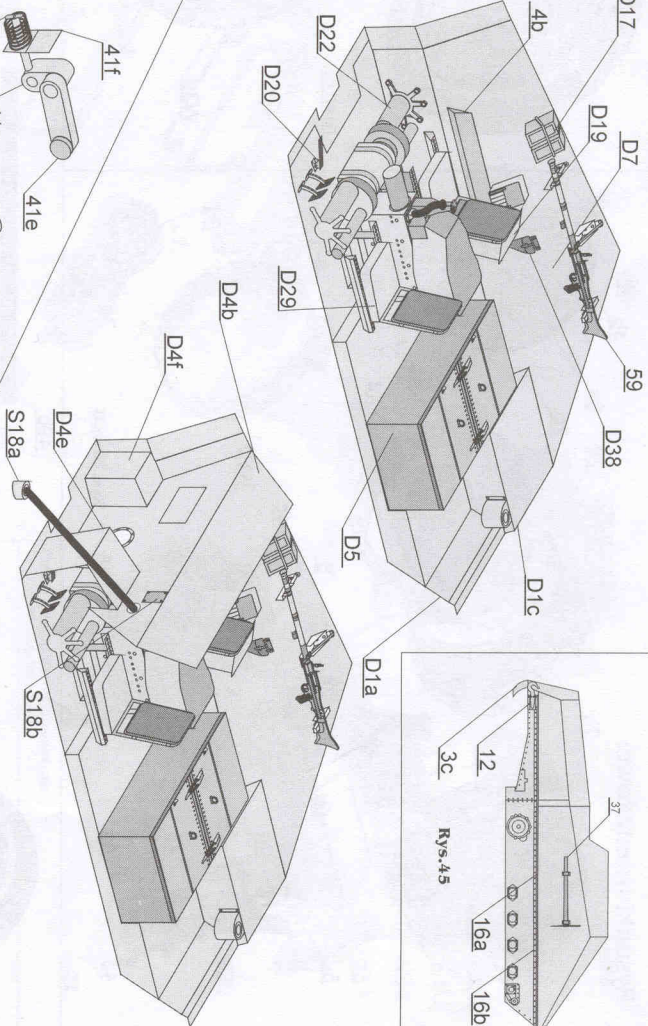 D17
4b
D19
D7
D22
D20
D29
59
D38
D5
D1c
D1a
41f
41e
D4b
D4f
D4e
S18a
S18b
37
12
3c
Rys.45
16a
16b